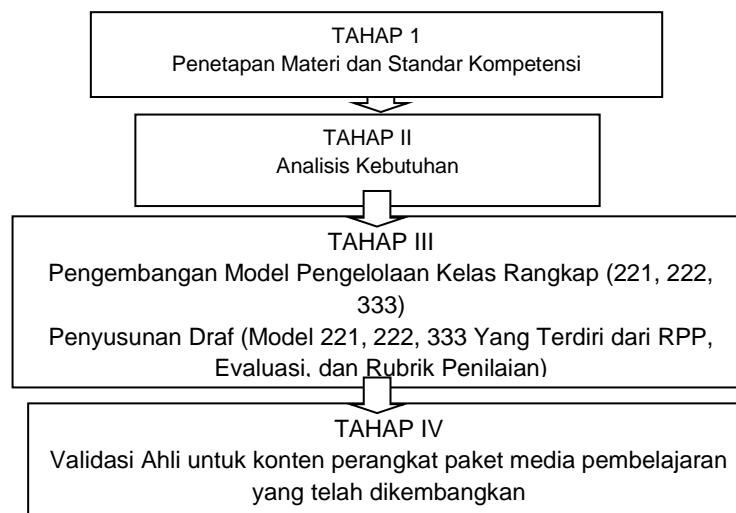 TAHAP 1
Penetapan Materi dan Standar Kompetensi
TAHAP II
Analisis Kebutuhan
TAHAP III
Pengembangan Model Pengelolaan Kelas Rangkap (221, 222,
333)
Penyusunan Draf (Model 221, 222, 333 Yang Terdiri dari RPP,
Evaluasi, dan Rubrik Penilaian)
TAHAP IV
Validasi Ahli untuk konten perangkat paket media pembelajaran
yang telah dikembangkan